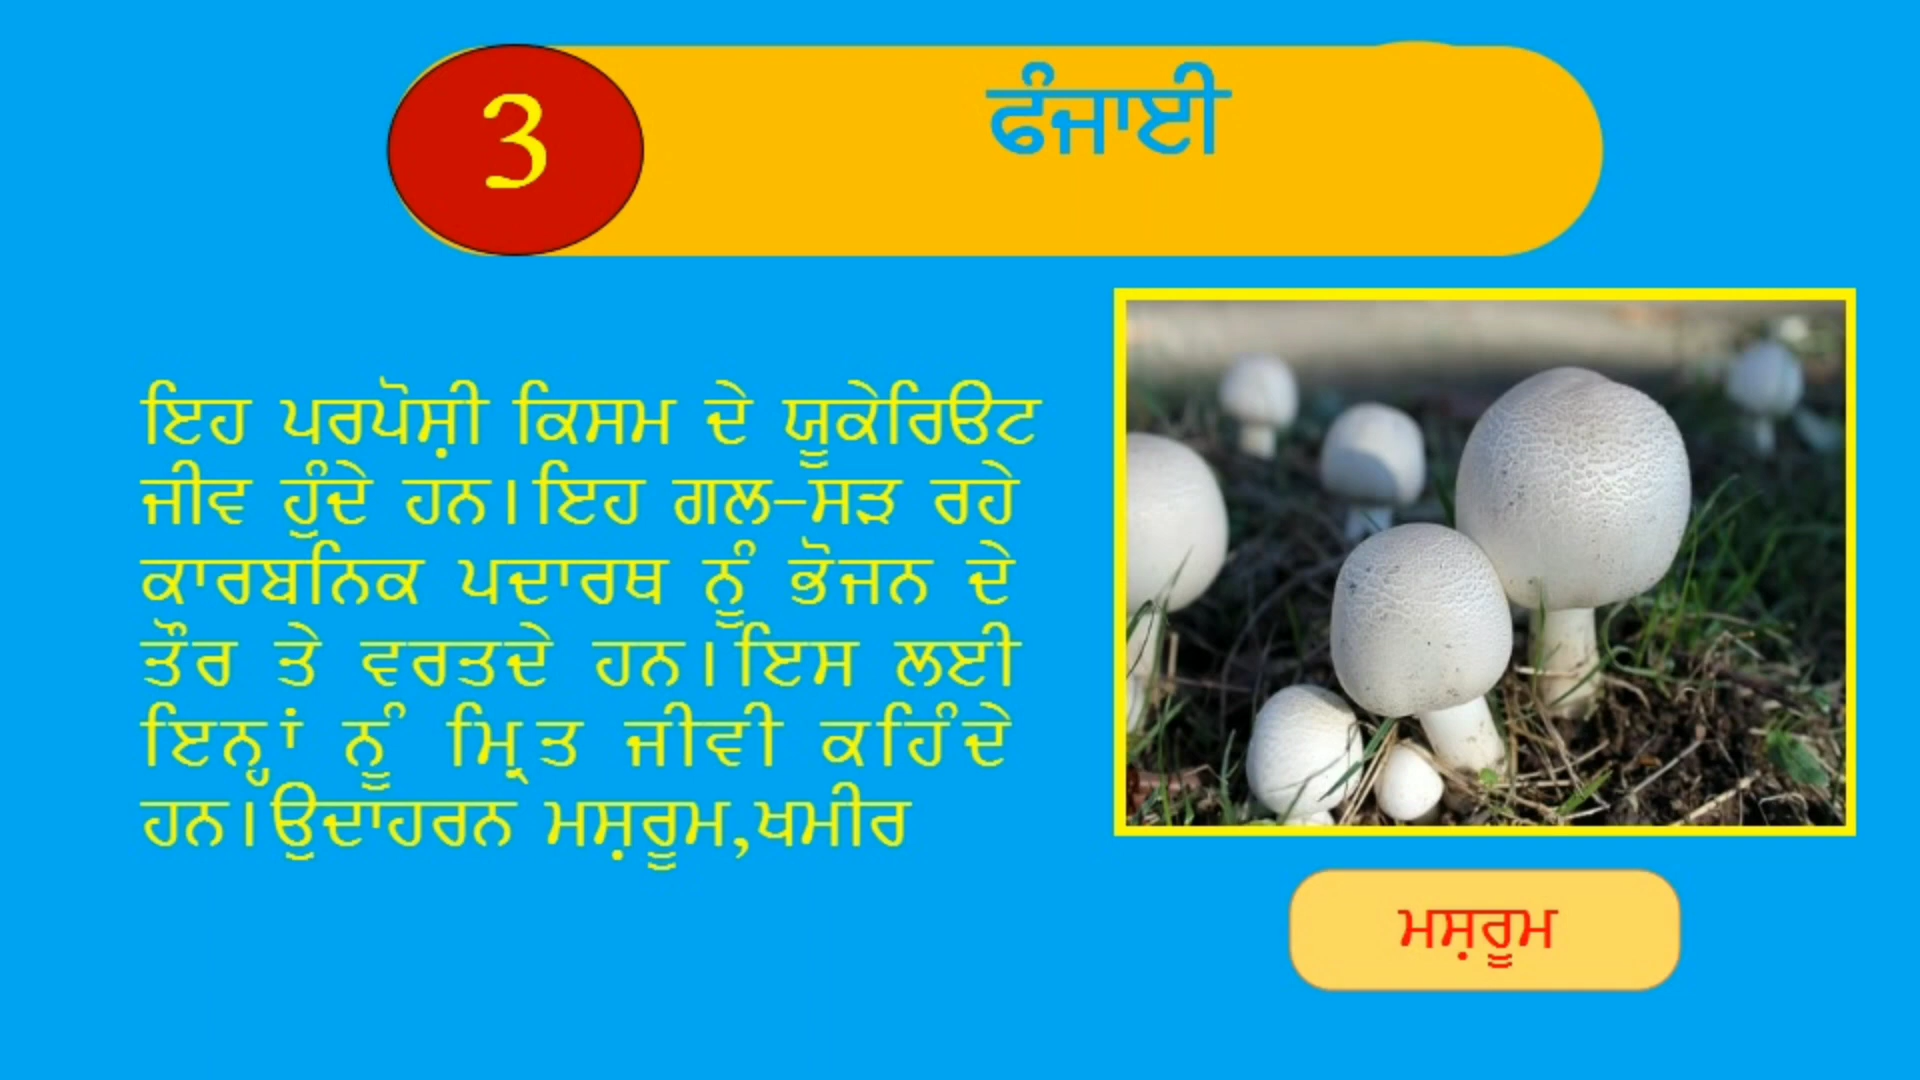 3
ਫੰਜਾਈ
ਇਹ ਪਰਪੋਸ਼ੀ ਕਿਸਮ ਦੇ ਯੂਕੇਰਿੳਟ
ਜੀਵ ਹੁੰਦੇ ਹਨ।ਇਹ ਗਲ-ਸੜ ਰਹੇ
ਕਾਰਬਨਿਕ ਪਦਾਰਥ ਨੂੰ ਭੋਜਨ ਦੇ
ਤੌਰ ਤੇ ਵਰਤਦੇ ਹਨ।ਇਸ ਲਈ
ਇਨ੍ਹਾਂ ਨੂੰ ਮ੍ਰਿਤ ਜੀਵੀ ਕਹਿੰਦੇ
ਹਨ।ਉਦਾਹਰਨ ਮਸ਼ਰੂਮ,ਖਮੀਰ
ਮਸ਼ਰੂਮ